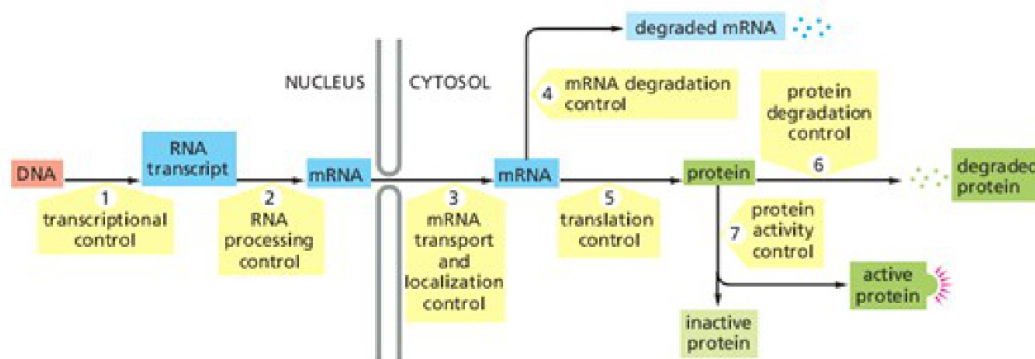 degraded mRNA
NUCLEUS
CYTOSOL
4
mRNA degradation
control
protein
degradation
control
6
DNA
RNA
transcript
mRNA
mRNA
protein
degraded
protein
1
transcriptional
control
2
RNA
processing
control
3
mRNA
transport
and
localization
control
5
translation
control
7
protein
activity
control
active
protein
inactive
protein